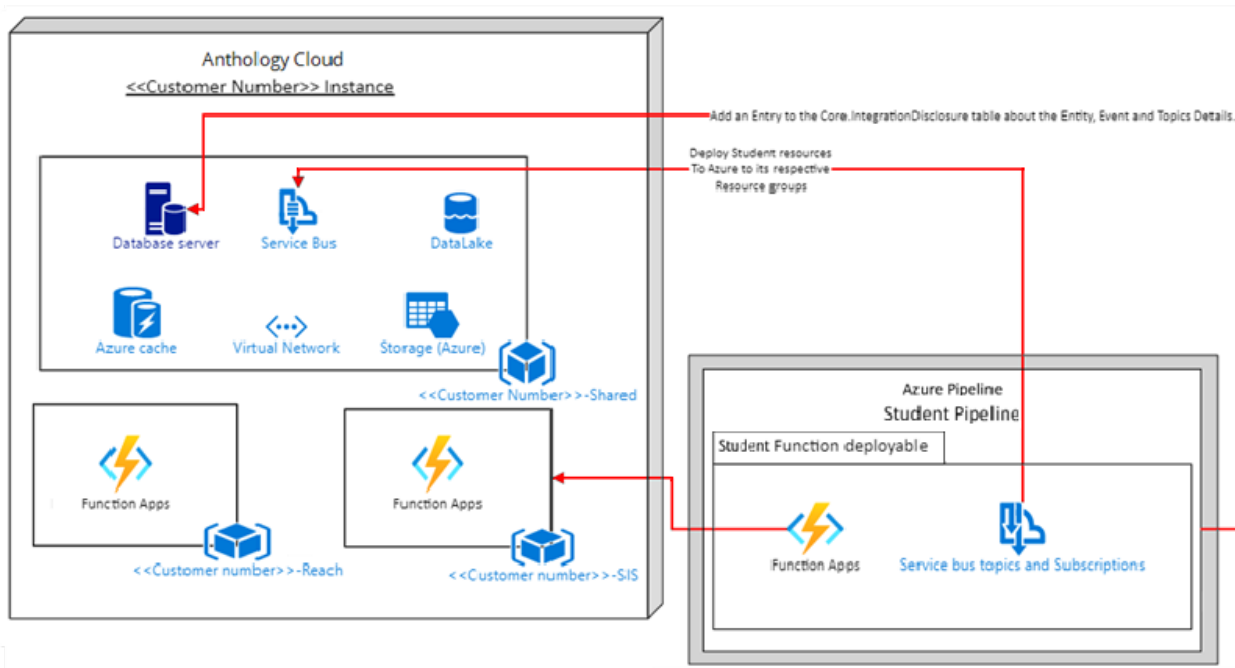 Anthology Cloud
<<Customer Number>> Instance
Add an Entry to the Core.IntegrationDisclosure table about the Entity, Event and Topics Details.
Deploy Student resources
To Azure to its respective
Resource groups
Database server
Service Bus
DataLake
Azure cache
Virtual Network
Storage (Azure)
<<Customer Number>>-Shared
Function Apps
<<Customer number>>-Reach
Function Apps
<<Customer number>>-SIS
Azure Pipeline
Student Pipeline
Student Function deployable
Function Apps
Service bus topics and Subscriptions